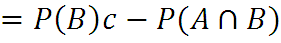 = P(B)c − P(A ∩ B)